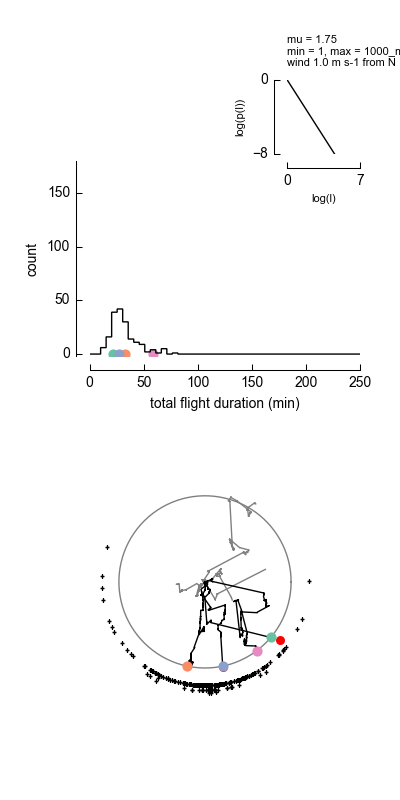 mu = 1.75
min = 1, max = 1000_m
wind 1.0 m s-1 from N
0
log(p(l))
−8
0 7
log(l)
150
count
100
50
0
0 50 100 150 200 250
total flight duration (min)